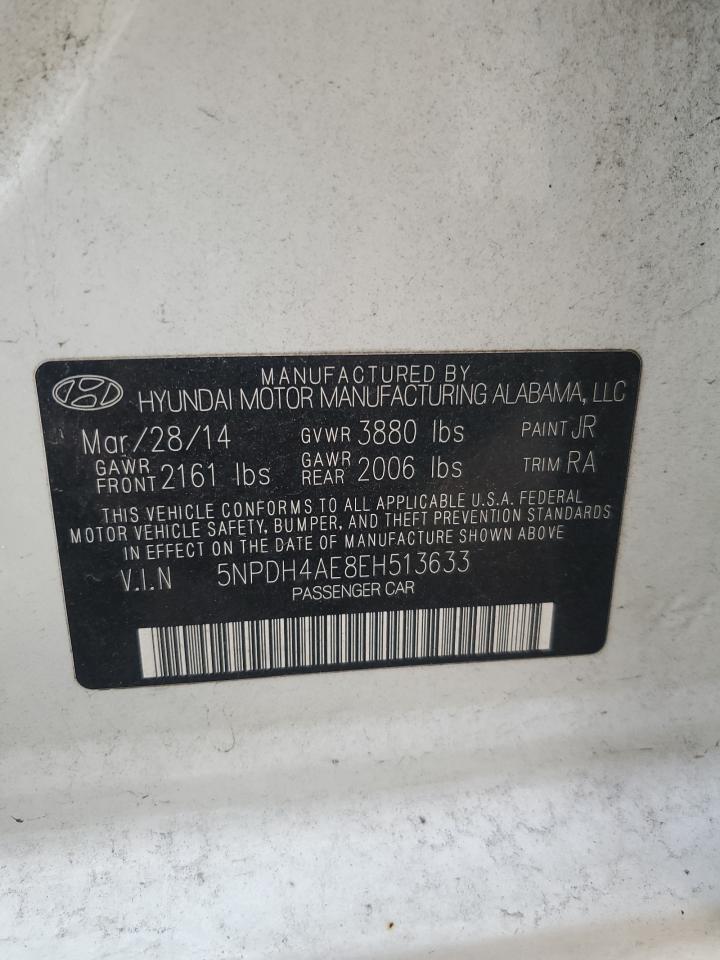 MANUFACTURED BY
HYUNDAI MOTOR MANUFACTURING ALABAMA, LLC
Mar/28/14 GVWR 3880 lbs PAINT JR
GAWR FRONT 2161 lbs GAWR REAR 2006 lbs TRIM RA
THIS VEHICLE CONFORMS TO ALL APPLICABLE U.S.A. FEDERAL
MOTOR VEHICLE SAFETY, BUMPER, AND THEFT PREVENTION STANDARDS
IN EFFECT ON THE DATE OF MANUFACTURE SHOWN ABOVE
V.I.N 5NPDH4AE8EH513633
PASSENGER CAR